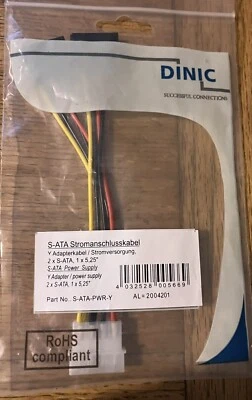 DINIC
SUCCESSFUL CONNECTIONS
S-ATA Stromanschlusskabel
Y Adapterkabel / Stromversorgung,
2 x S-ATA, 1 x 5,25"
S-ATA Power Supply
Y Adapter / power supply
2 x S-ATA, 1 x 5,25"
4 032528 005669
Part No. S-ATA-PWR-Y AL=2004201
RoHS
compliant